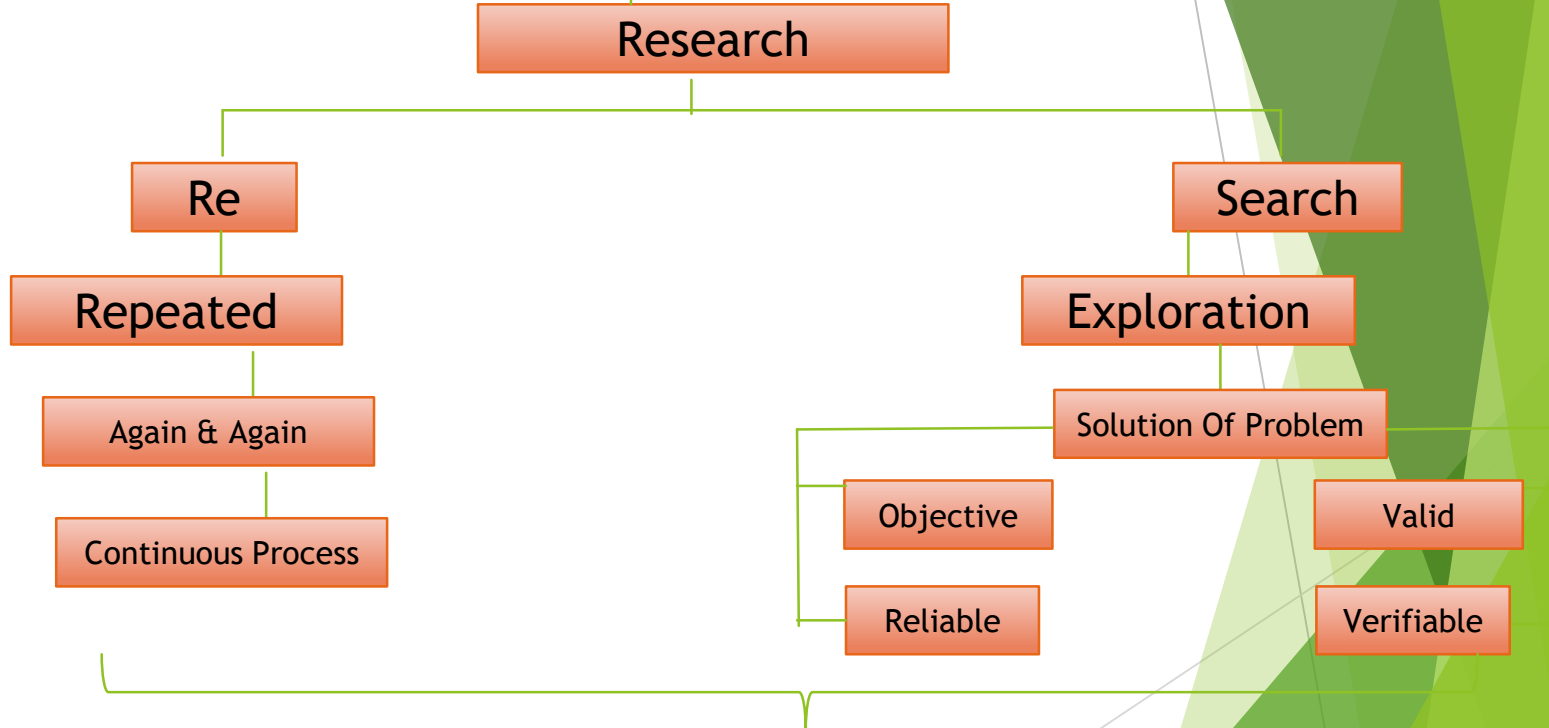 Research
Re
Search
Repeated
Exploration
Again & Again
Solution Of Problem
Continuous Process
Objective
Valid
Reliable
Verifiable